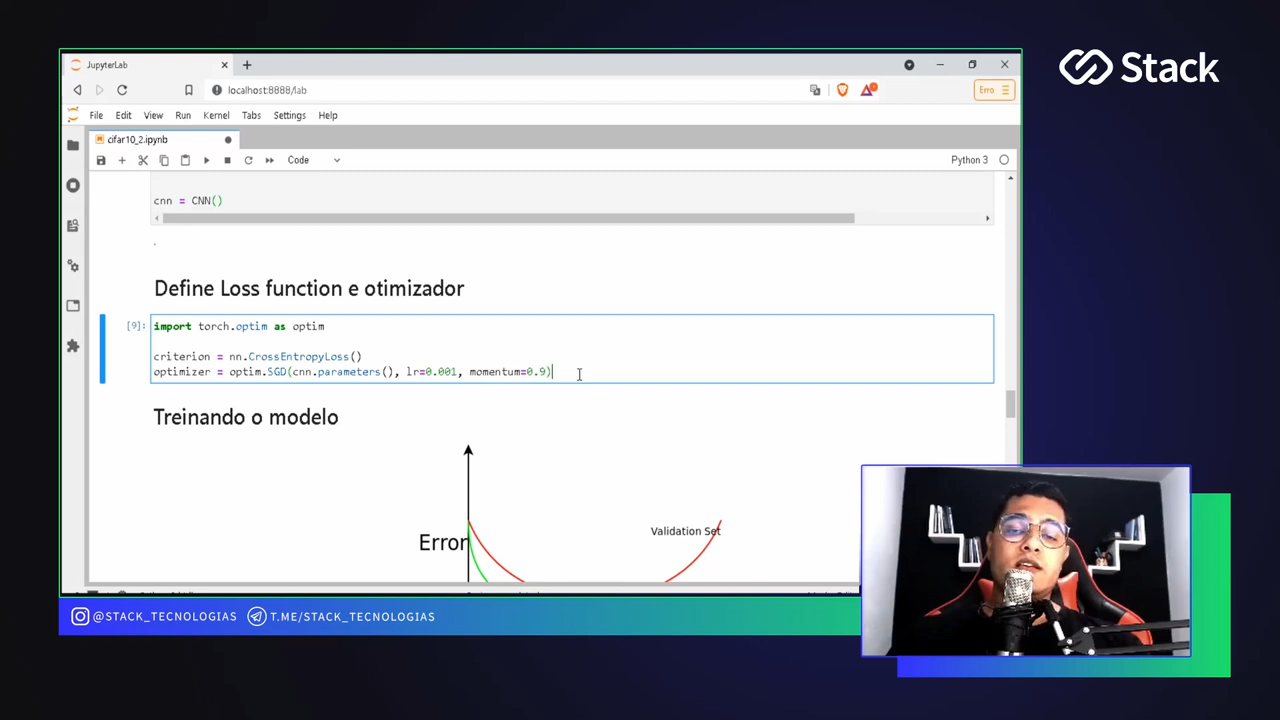 JupyterLab
localhost:8888/lab
Erro
File Edit View Run Kernel Tabs Settings Help
cifar10_2.ipynb
Code
Python 3
cnn = CNN()
Define Loss function e otimizador
[9]:
import torch.optim as optim
criterion = nn.CrossEntropyLoss()
optimizer = optim.SGD(cnn.parameters(), lr=0.001, momentum=0.9)
Treinando o modelo
Validation Set
Error
@STACK_TECNOLOGIAS
T.ME/STACK_TECNOLOGIAS
Stack